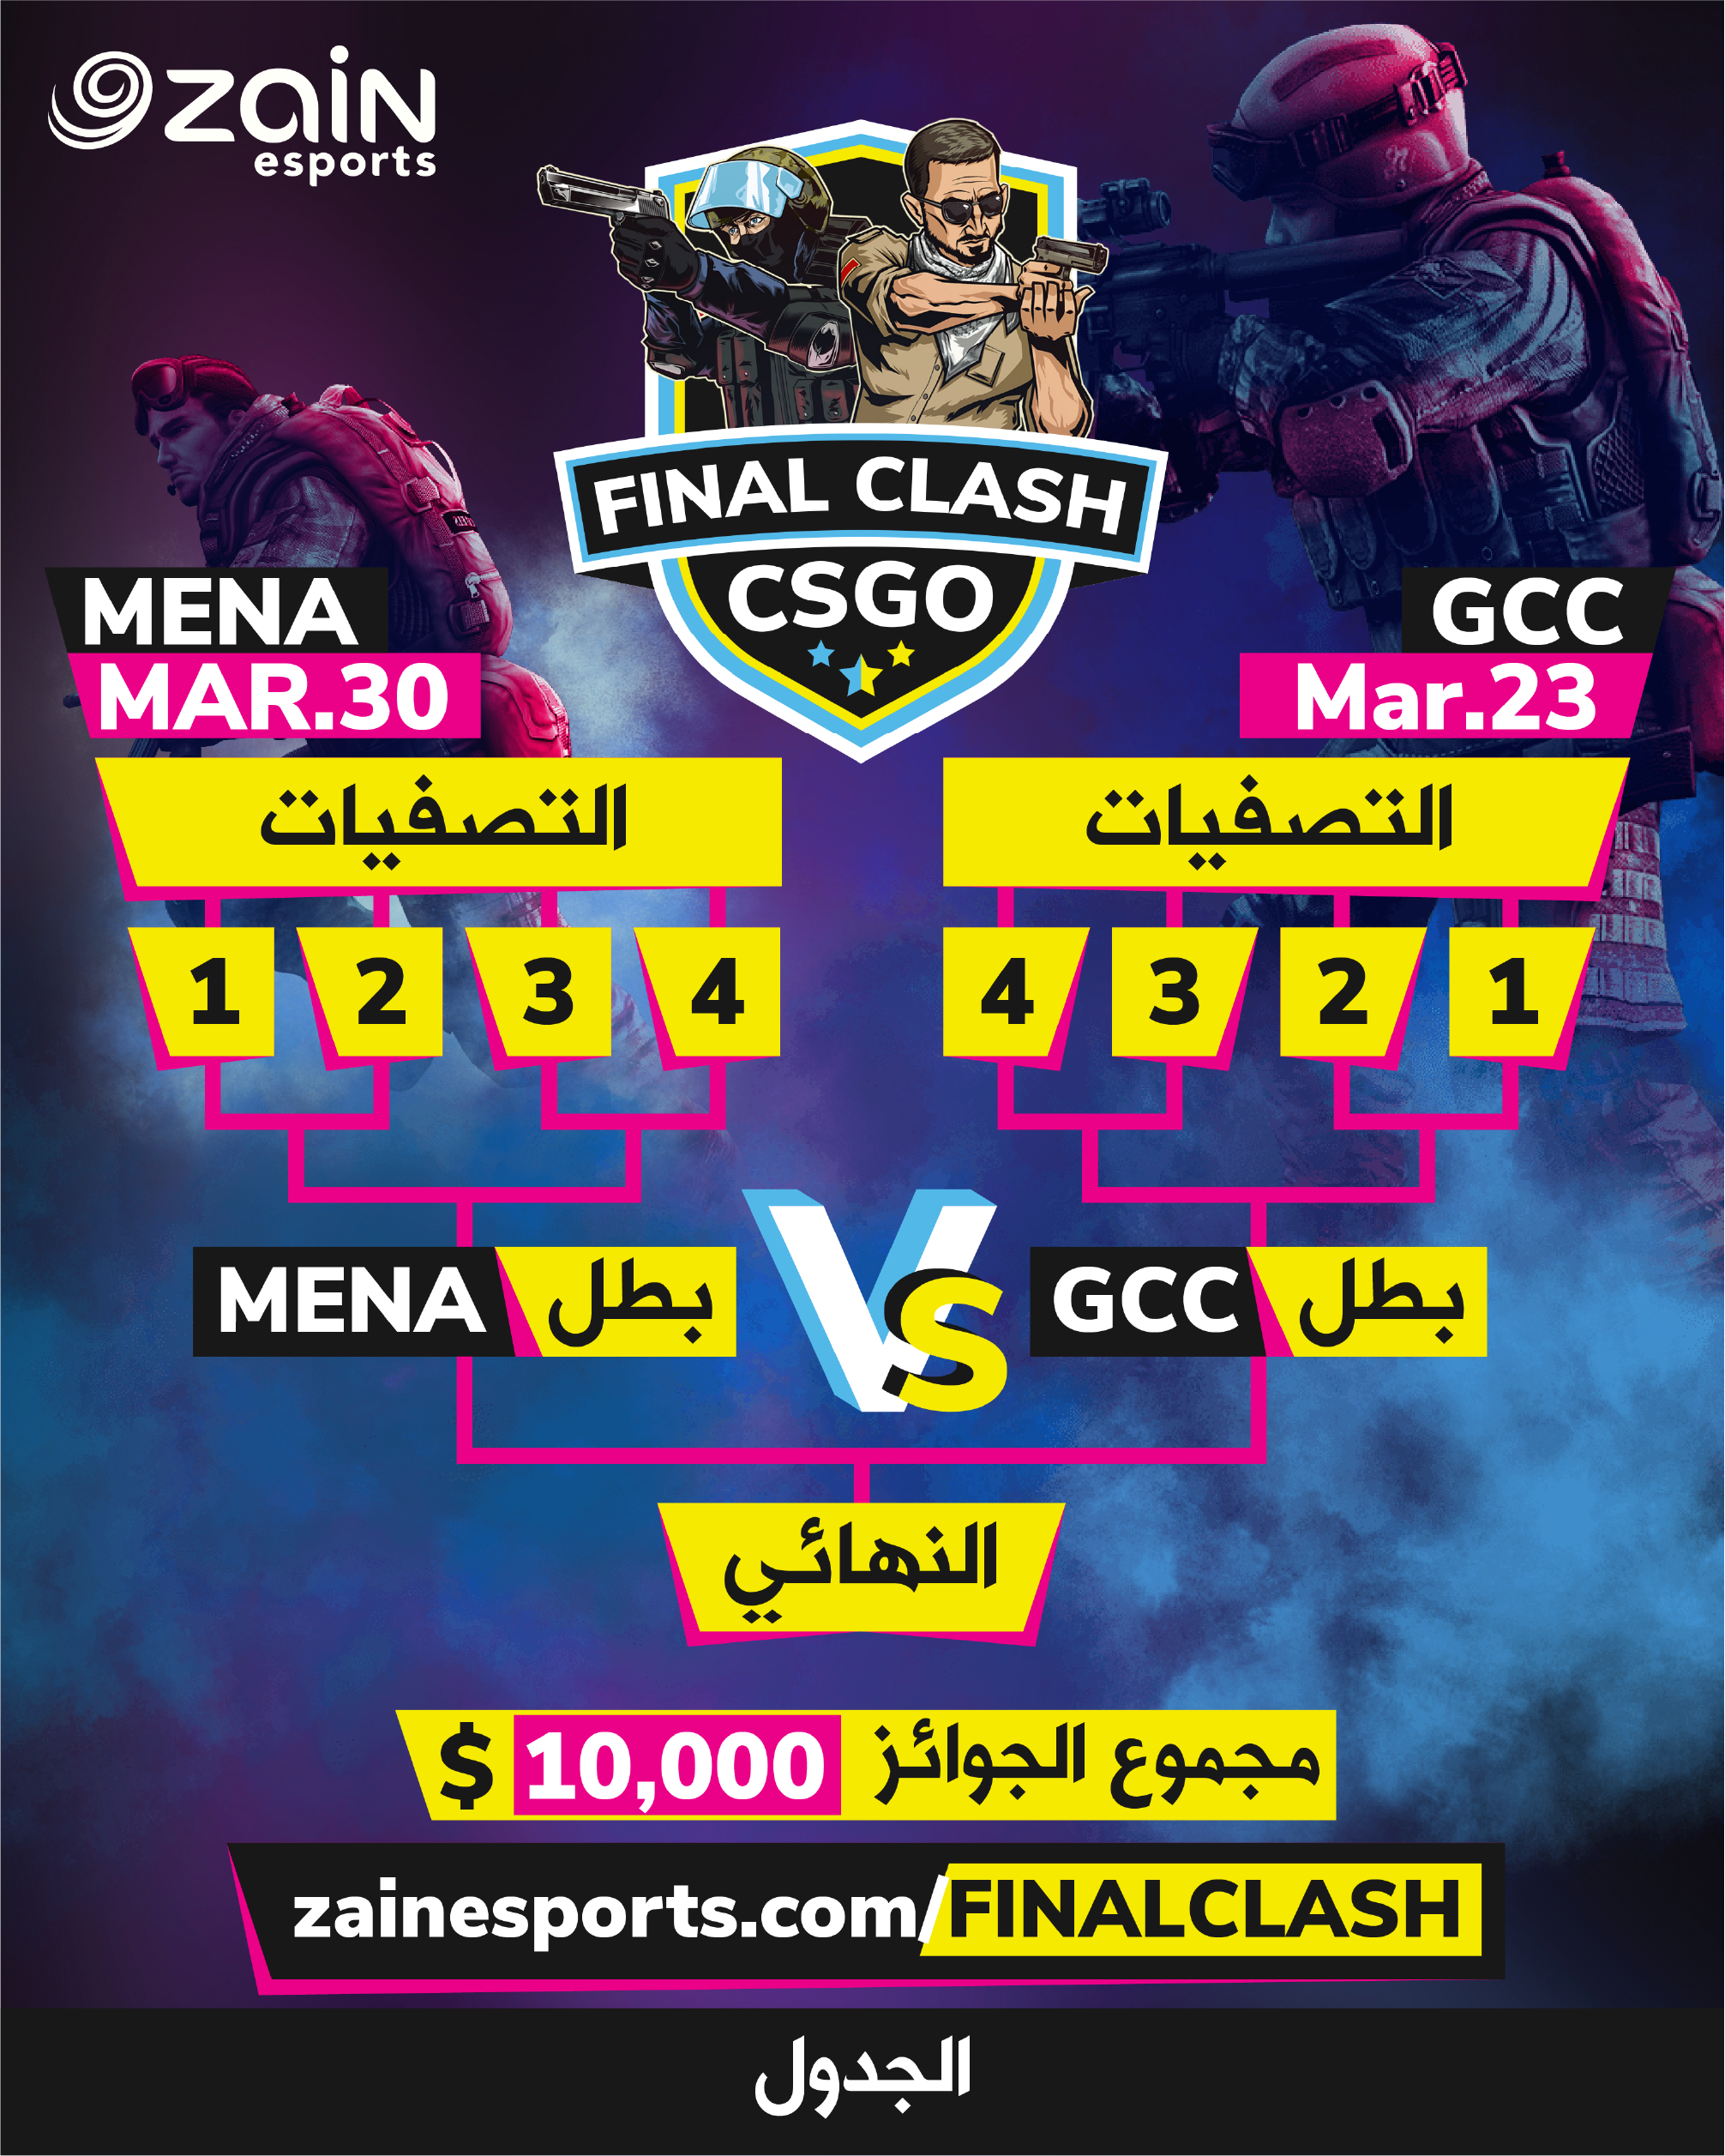 zain
esports
FINAL CLASH
CSGO
MENA
MAR.30
GCC
Mar.23
التصفيات
التصفيات
1 2 3 4
4 3 2 1
MENA بطل
VS
GCC بطل
النهائي
مجموع الجوائز 10,000 $
zainesports.com/FINALCLASH
الجدول